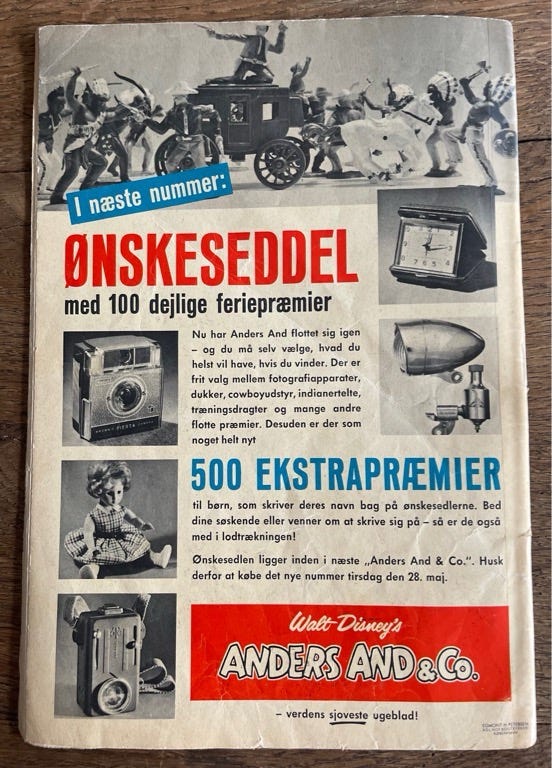 I næste nummer:
ØNSKESEDDEL
med 100 dejlige feriepræmier
Nu har Anders And flottet sig igen
– og du må selv vælge, hvad du
helst vil have, hvis du vinder. Der er
frit valg mellem fotografiapparater,
dukker, cowboyudstyr, indianertelte,
træningsdragter og mange andre
flotte præmier. Desuden er der som
noget helt nyt
500 EKSTRAPRÆMIER
til børn, som skriver deres navn bag på ønskesedlerne. Bed
dine søskende eller venner om at skrive sig på – så er de også
med i lodtrækningen!
Ønskesedlen ligger inden i næste „Anders And & Co.“. Husk
derfor at købe det nye nummer tirsdag den 28. maj.
Walt Disney's
ANDERS AND & Co.
– verdens sjoveste ugeblad!
EGMONT H. PETERSEN
KØBENHAVN